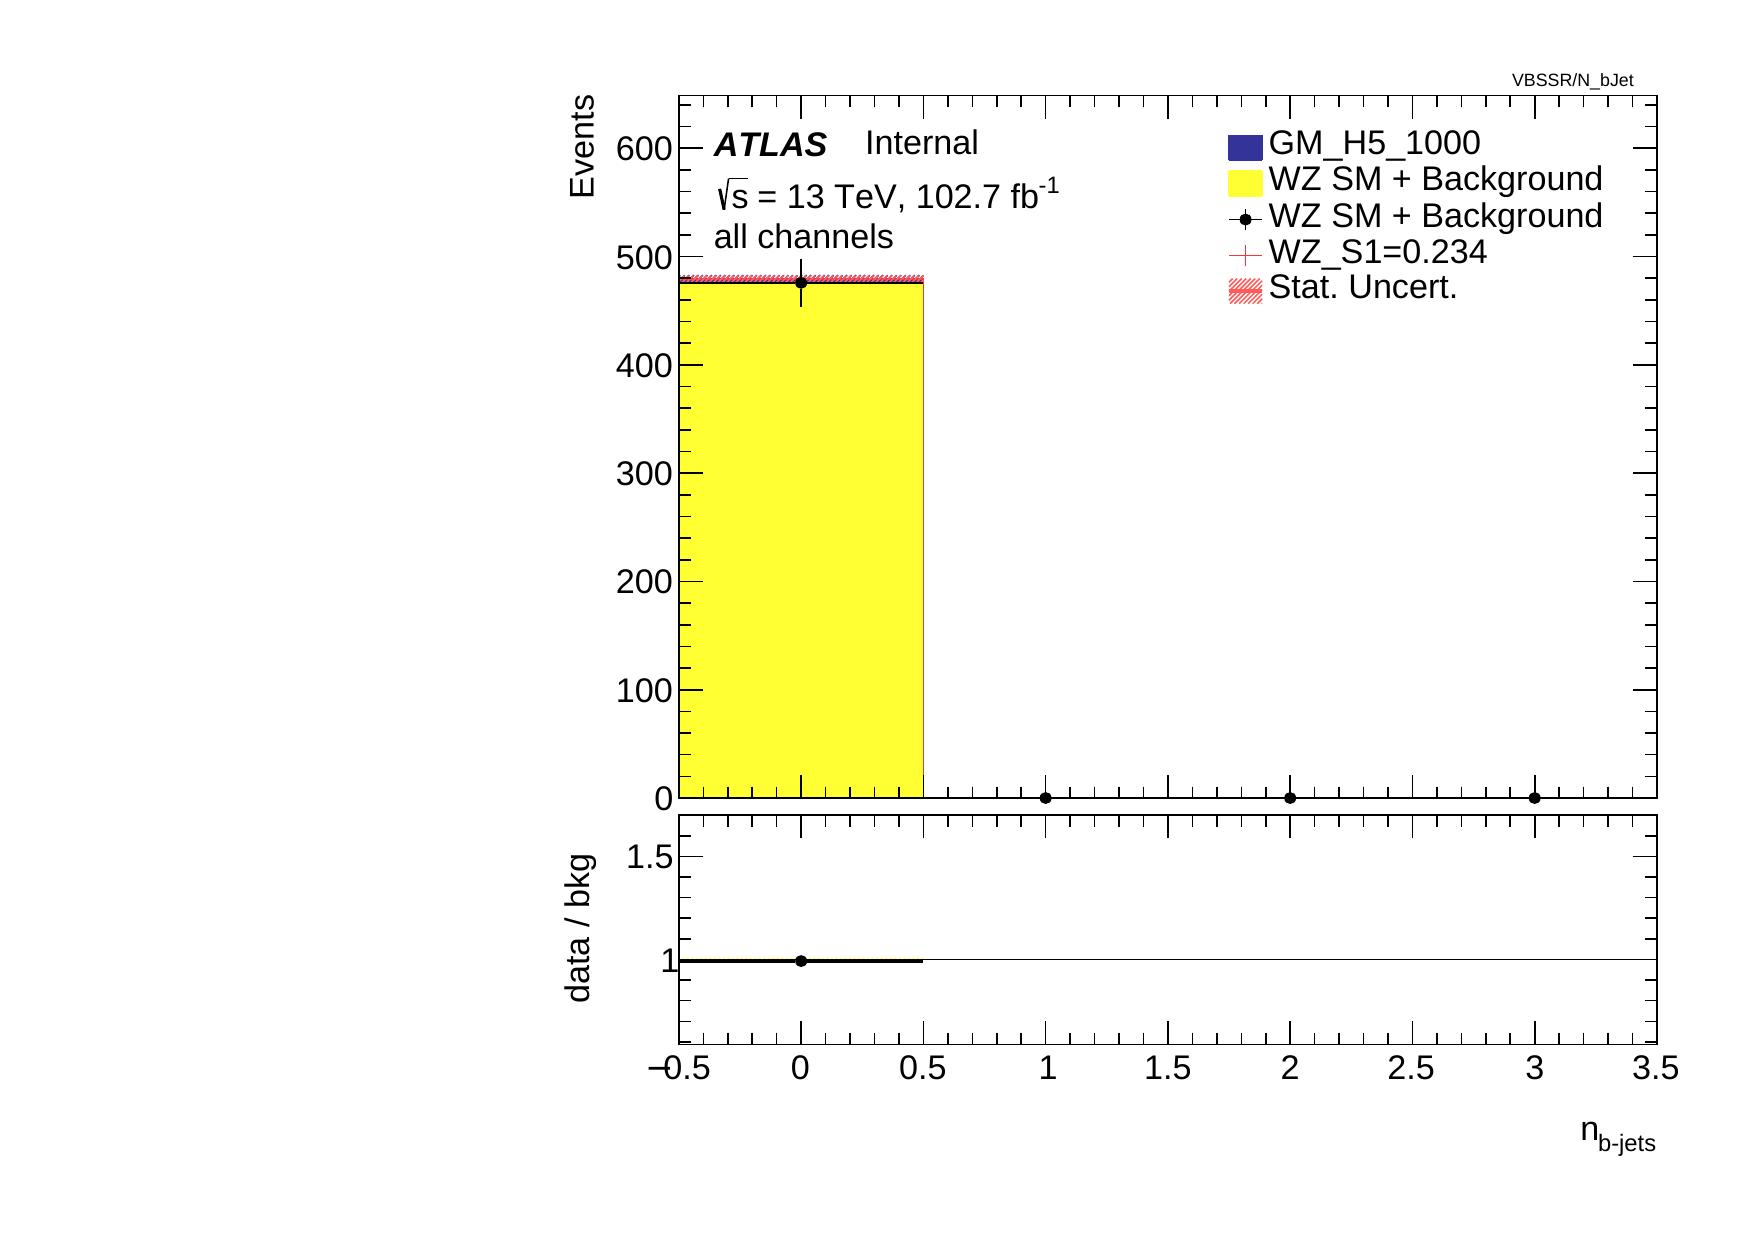 VBSSR/N_bJet
Events
ATLAS Internal
√s = 13 TeV, 102.7 fb-1
all channels
GM_H5_1000
WZ SM + Background
WZ SM + Background
WZ_S1=0.234
Stat. Uncert.
600
500
400
300
200
100
0
data / bkg
1.5
1
−0.5 0 0.5 1 1.5 2 2.5 3 3.5
nb-jets